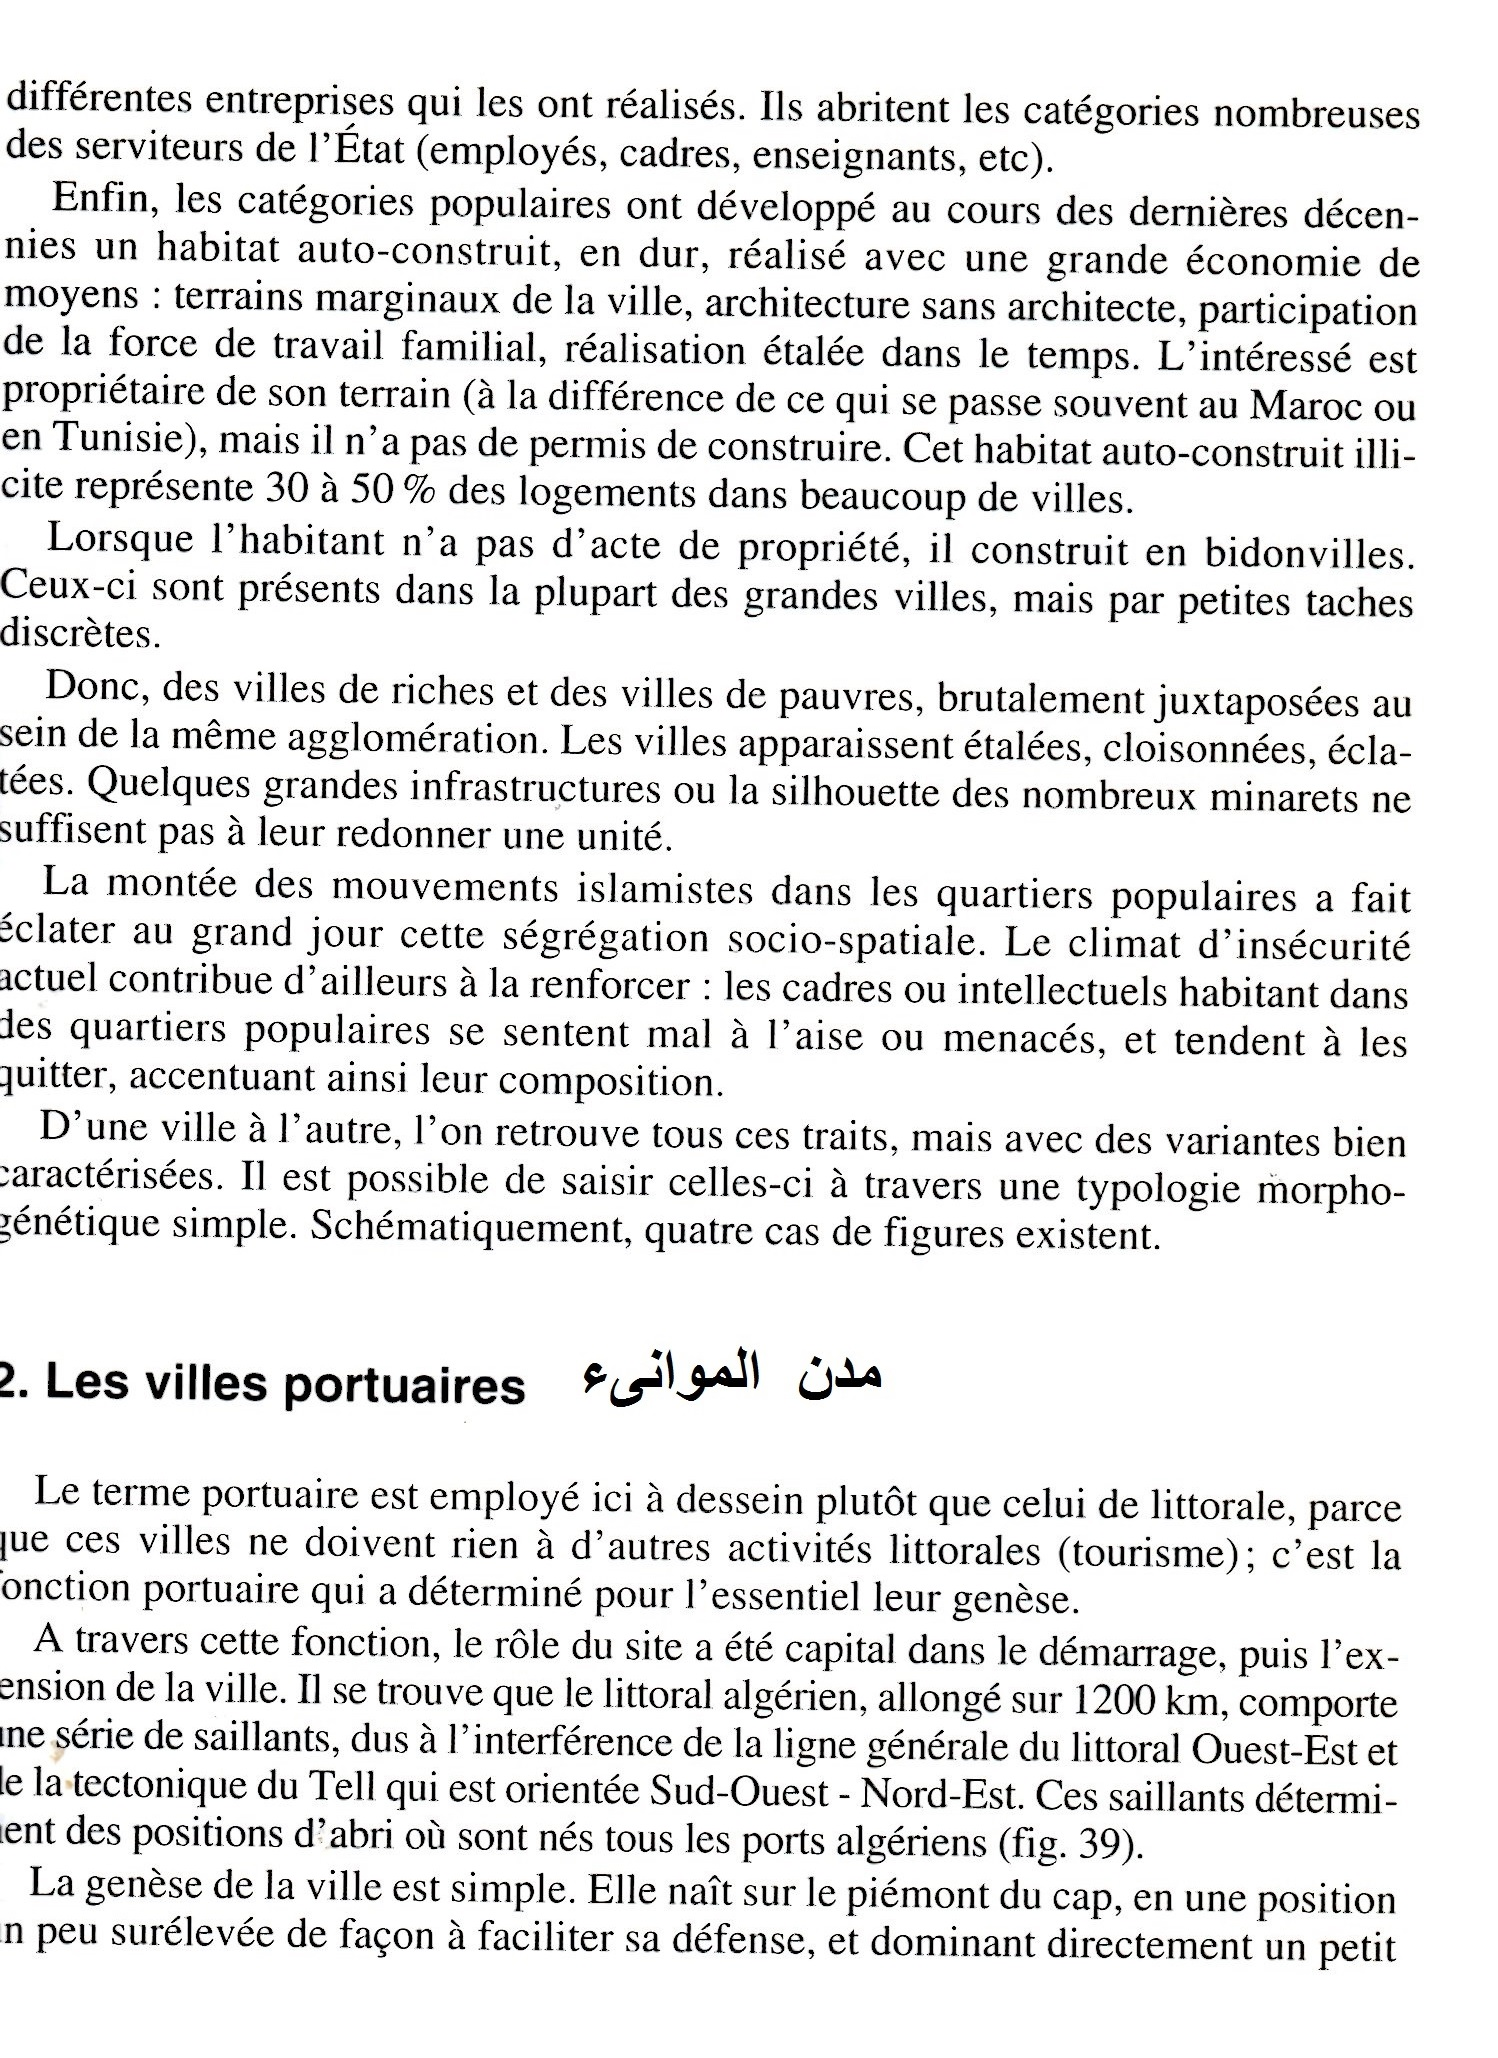 différentes entreprises qui les ont réalisés. Ils abritent les catégories nombreuses
des serviteurs de l'État (employés, cadres, enseignants, etc).
Enfin, les catégories populaires ont développé au cours des dernières décen-
nies un habitat auto-construit, en dur, réalisé avec une grande économie de
moyens : terrains marginaux de la ville, architecture sans architecte, participation
de la force de travail familial, réalisation étalée dans le temps. L'intéressé est
propriétaire de son terrain (à la différence de ce qui se passe souvent au Maroc ou
en Tunisie), mais il n'a pas de permis de construire. Cet habitat auto-construit illi-
cite représente 30 à 50 % des logements dans beaucoup de villes.
Lorsque l'habitant n'a pas d'acte de propriété, il construit en bidonvilles.
Ceux-ci sont présents dans la plupart des grandes villes, mais par petites taches
discrètes.
Donc, des villes de riches et des villes de pauvres, brutalement juxtaposées au
sein de la même agglomération. Les villes apparaissent étalées, cloisonnées, écla-
tées. Quelques grandes infrastructures ou la silhouette des nombreux minarets ne
suffisent pas à leur redonner une unité.
La montée des mouvements islamistes dans les quartiers populaires a fait
éclater au grand jour cette ségrégation socio-spatiale. Le climat d'insécurité
actuel contribue d'ailleurs à la renforcer : les cadres ou intellectuels habitant dans
des quartiers populaires se sentent mal à l'aise ou menacés, et tendent à les
quitter, accentuant ainsi leur composition.
D'une ville à l'autre, l'on retrouve tous ces traits, mais avec des variantes bien
caractérisées. Il est possible de saisir celles-ci à travers une typologie morpho-
génétique simple. Schématiquement, quatre cas de figures existent.
2. Les villes portuaires مدن الموانىء
Le terme portuaire est employé ici à dessein plutôt que celui de littorale, parce
que ces villes ne doivent rien à d'autres activités littorales (tourisme) ; c'est la
fonction portuaire qui a déterminé pour l'essentiel leur genèse.
A travers cette fonction, le rôle du site a été capital dans le démarrage, puis l'ex-
ension de la ville. Il se trouve que le littoral algérien, allongé sur 1200 km, comporte
une série de saillants, dus à l'interférence de la ligne générale du littoral Ouest-Est et
de la tectonique du Tell qui est orientée Sud-Ouest - Nord-Est. Ces saillants détermi-
nent des positions d'abri où sont nés tous les ports algériens (fig. 39).
La genèse de la ville est simple. Elle naît sur le piémont du cap, en une position
un peu surélevée de façon à faciliter sa défense, et dominant directement un petit